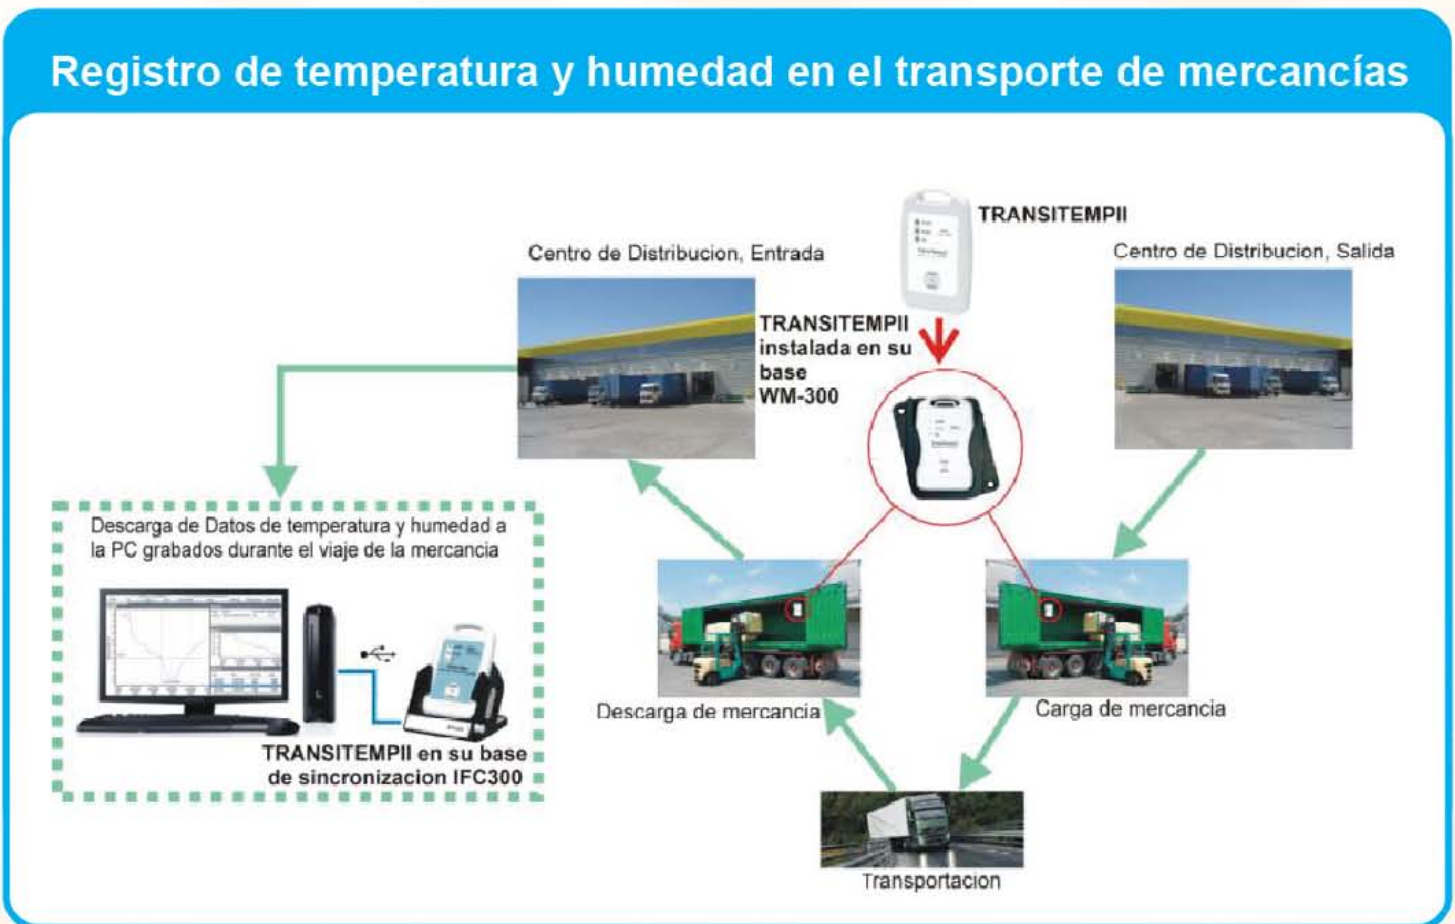 Registro de temperatura y humedad en el transporte de mercancías
TRANSITEMPII
Centro de Distribucion, Entrada
Centro de Distribucion, Salida
TRANSITEMPII
instalada en su
base
WM-300
Descarga de Datos de temperatura y humedad a
la PC grabados durante el viaje de la mercancia
TRANSITEMPII en su base
de sincronizacion IFC300
Descarga de mercancia
Carga de mercancia
Transportacion